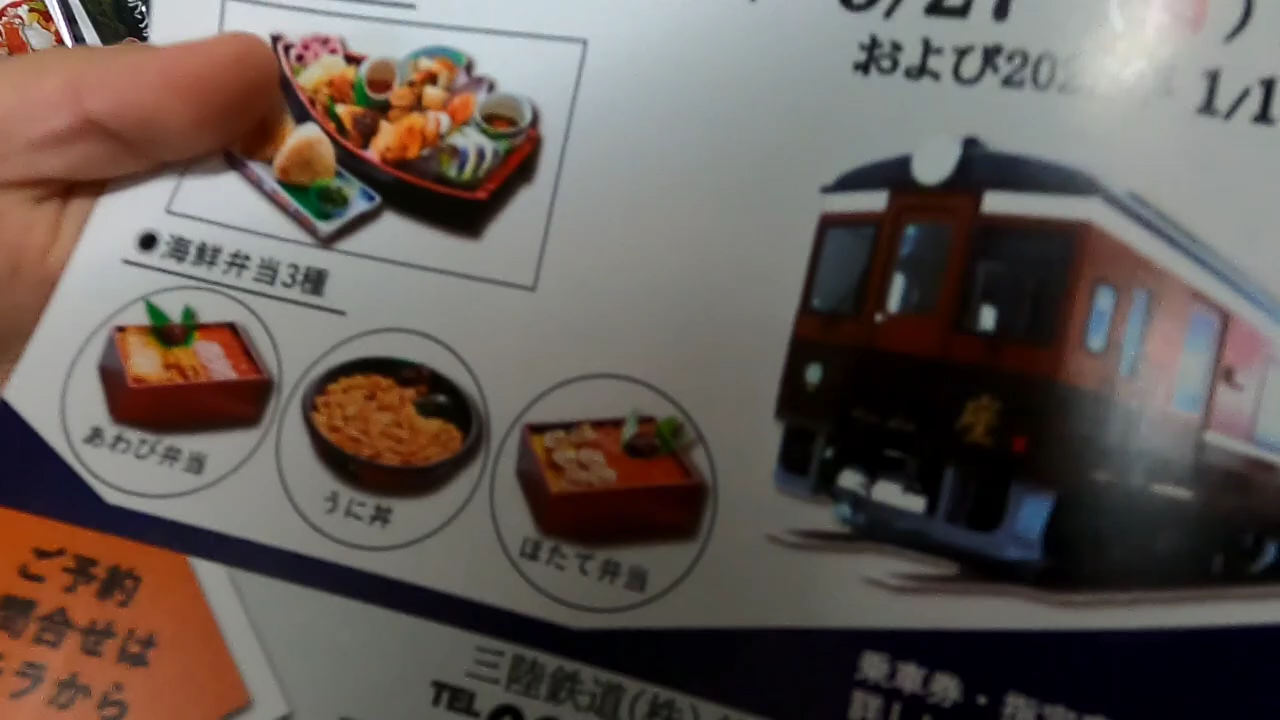 および202 1/1
●海鮮弁当3種
あわび弁当
うに丼
ほたて弁当
ご予約
問合せは
から
三陸鉄道(株)
TEL
乗車券・指定